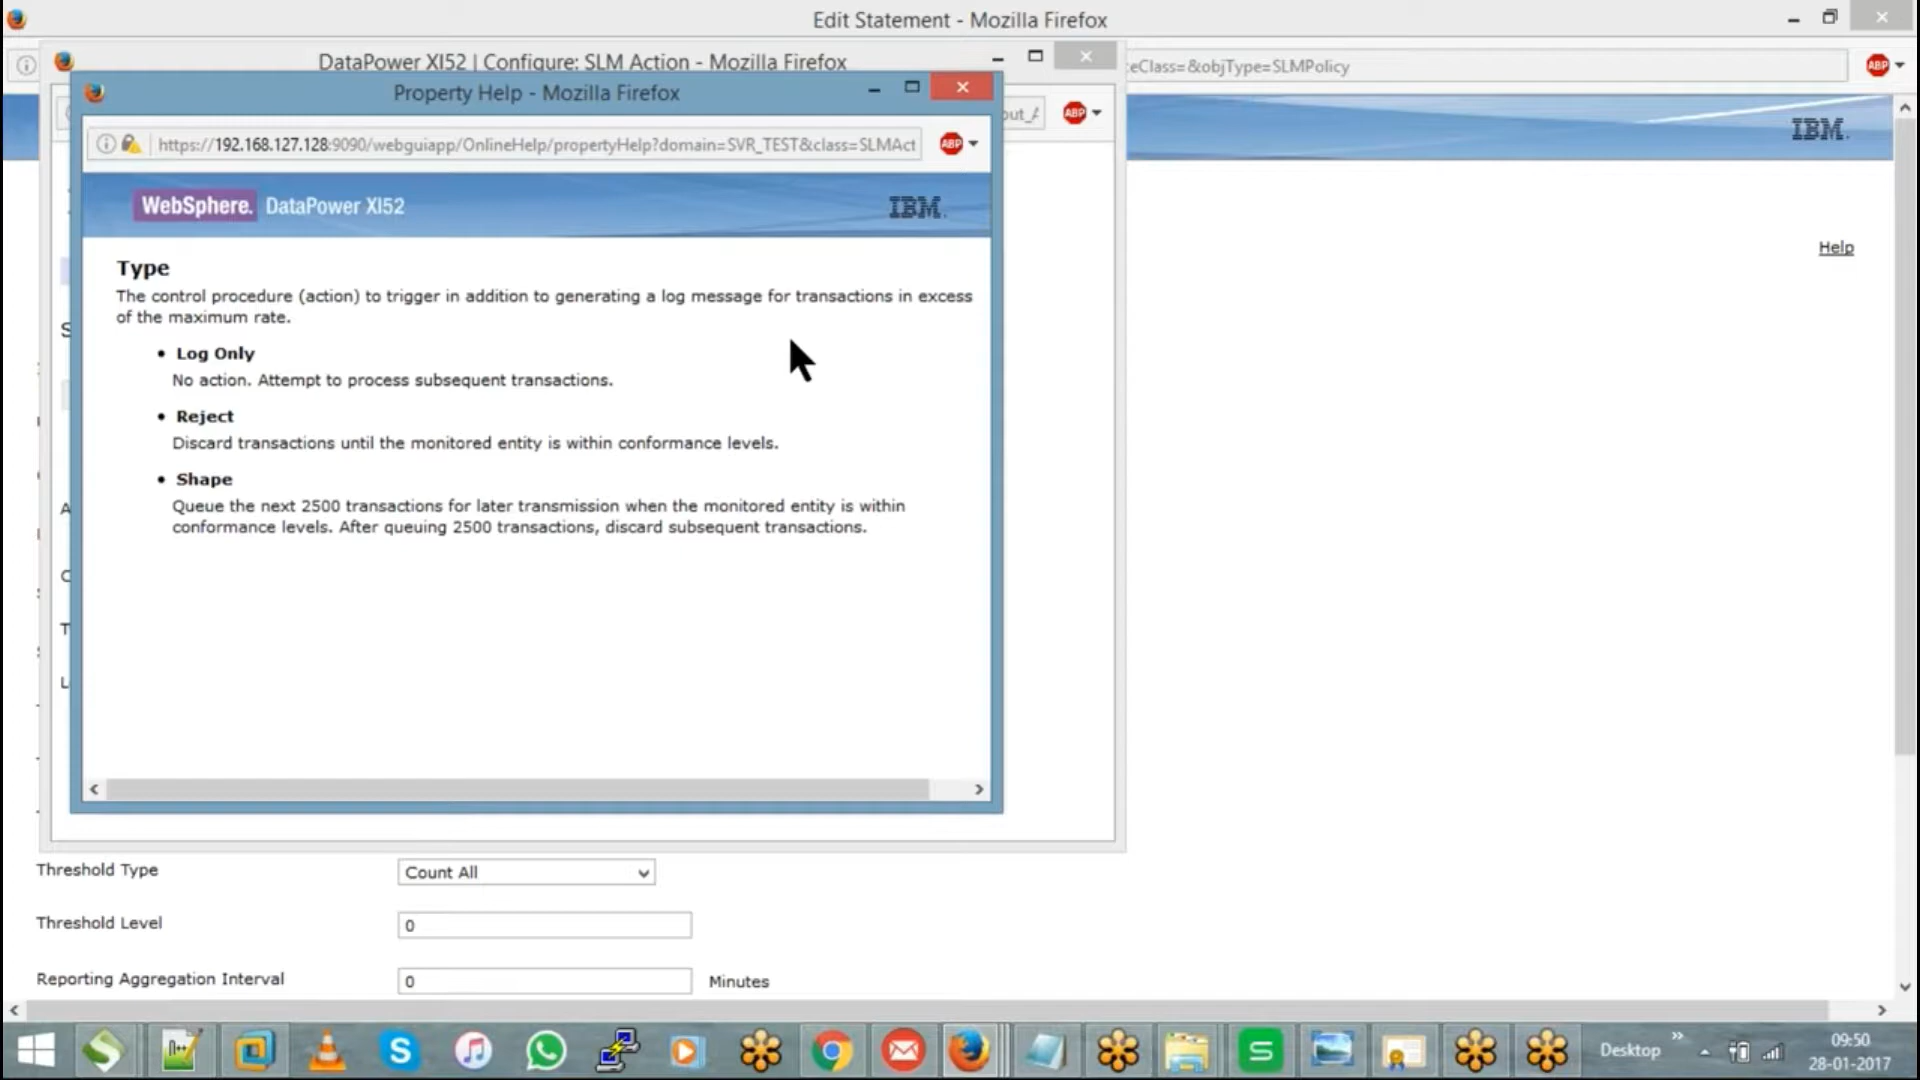 Edit Statement - Mozilla Firefox
DataPower XI52 | Configure: SLM Action - Mozilla Firefox
eClass=&objType=SLMPolicy
ABP
Property Help - Mozilla Firefox
ABP
https://192.168.127.128:9090/webguiapp/OnlineHelp/propertyHelp?domain=SVR_TEST&class=SLMAct
ABP
IBM.
WebSphere. DataPower XI52
IBM.
Help
Type
The control procedure (action) to trigger in addition to generating a log message for transactions in excess
of the maximum rate.
• Log Only
No action. Attempt to process subsequent transactions.
• Reject
Discard transactions until the monitored entity is within conformance levels.
• Shape
Queue the next 2500 transactions for later transmission when the monitored entity is within
conformance levels. After queuing 2500 transactions, discard subsequent transactions.
Threshold Type
Count All
Threshold Level
0
Reporting Aggregation Interval
0
Minutes
Desktop
09:50
28-01-2017